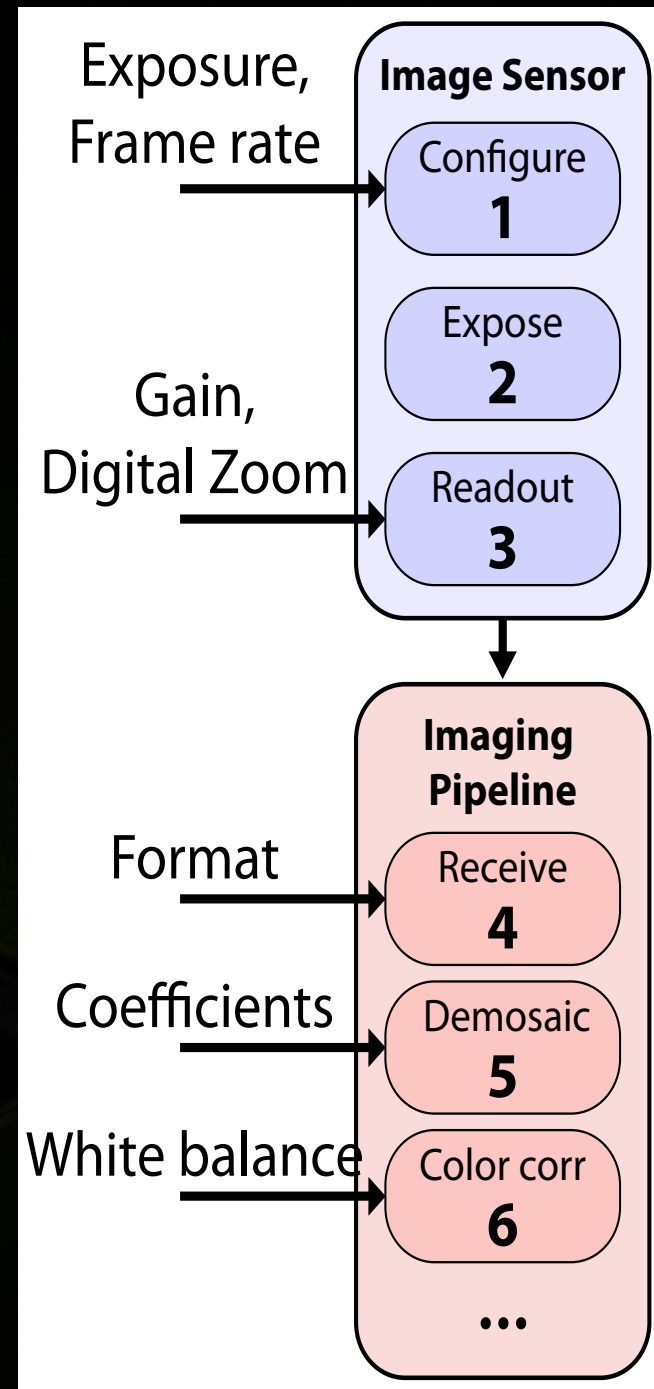 Exposure,
Frame rate
Image Sensor
Configure
1
Expose
2
Gain,
Digital Zoom
Readout
3
Imaging
Pipeline
Format
Receive
4
Coefficients
Demosaic
5
White balance
Color corr
6
...